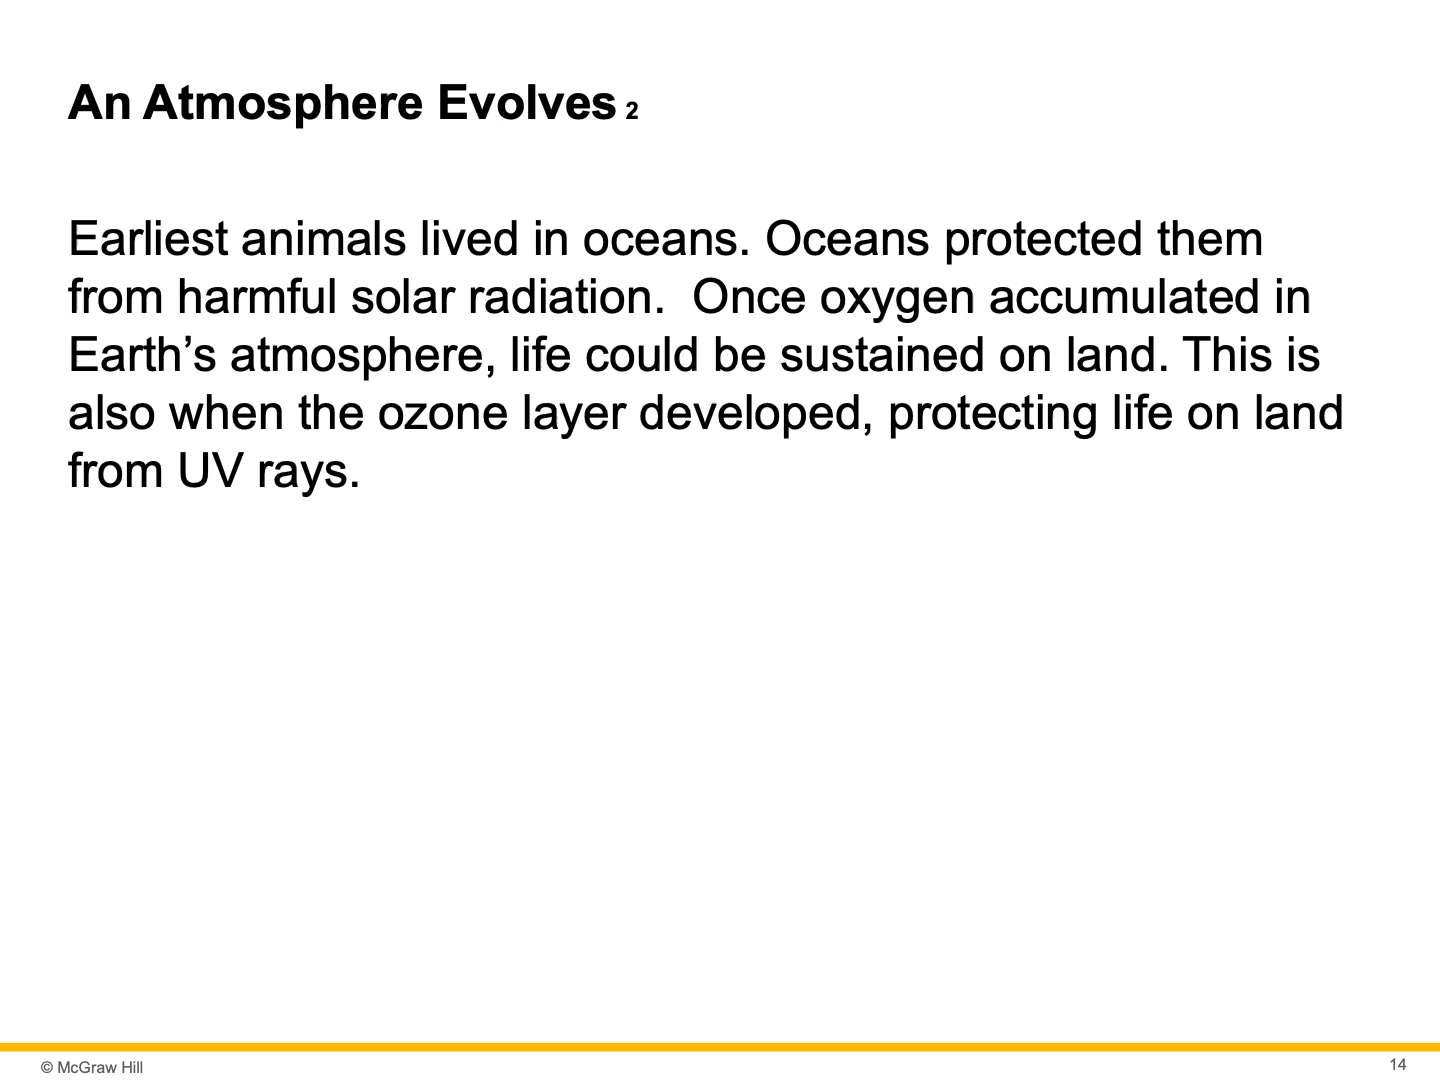 An Atmosphere Evolves 2
Earliest animals lived in oceans. Oceans protected them
from harmful solar radiation.  Once oxygen accumulated in
Earth’s atmosphere, life could be sustained on land. This is
also when the ozone layer developed, protecting life on land
from UV rays.
© McGraw Hill
14